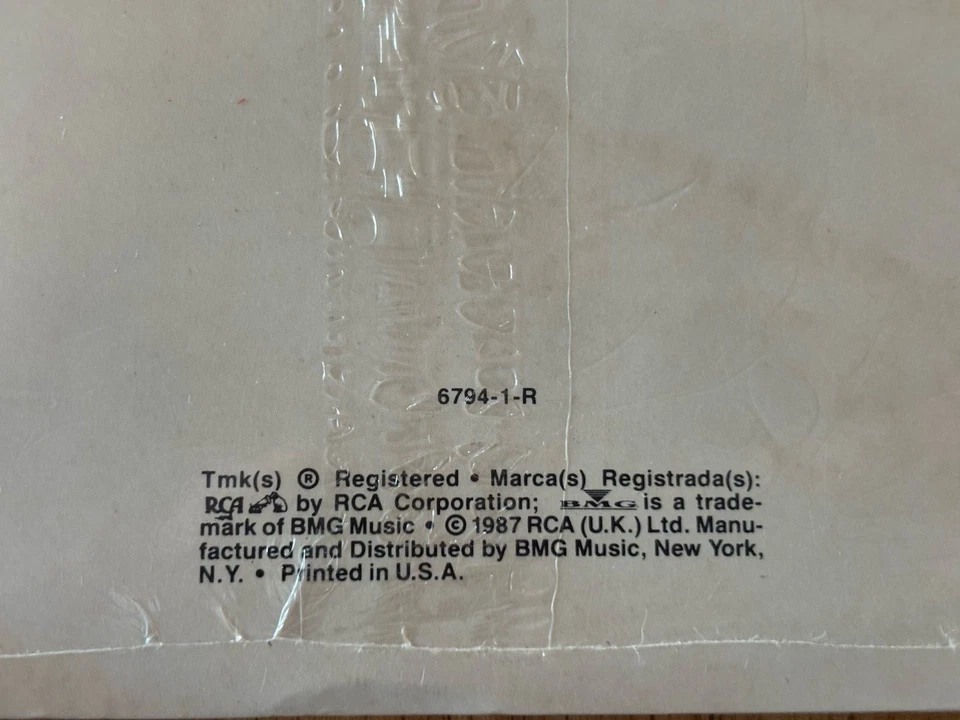 6794-1-R
Tmk(s) ® Registered • Marca(s) Registrada(s):
RCA by RCA Corporation; BMG is a trade-
mark of BMG Music • © 1987 RCA (U.K.) Ltd. Manu-
factured and Distributed by BMG Music, New York,
N.Y. • Printed in U.S.A.